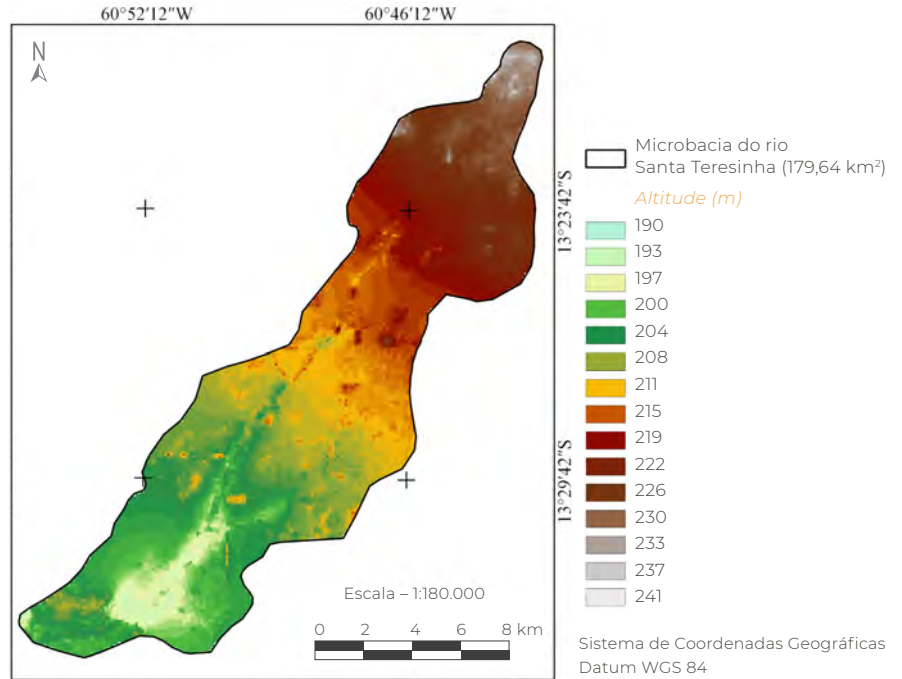 60°52'12"W
60°46'12"W
N
13°23'42"S
13°29'42"S
Escala – 1:180.000
0 2 4 6 8 km
Microbacia do rio
Santa Teresinha (179,64 km²)
Altitude (m)
190
193
197
200
204
208
211
215
219
222
226
230
233
237
241
Sistema de Coordenadas Geográficas
Datum WGS 84